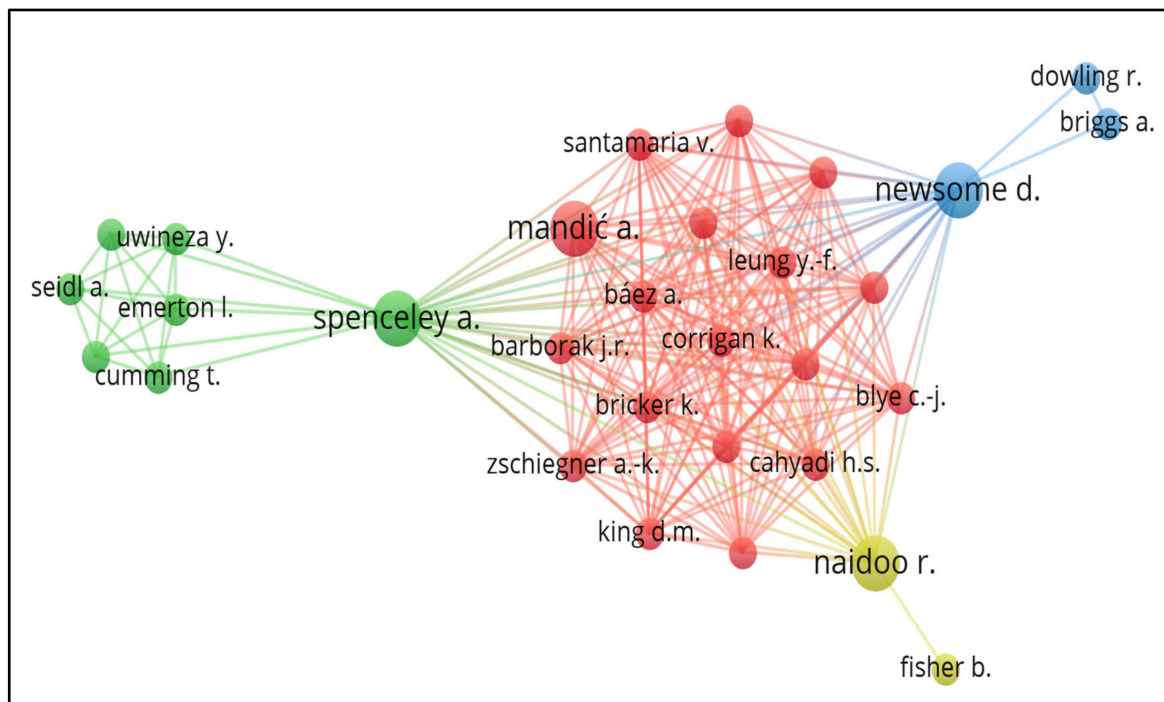 dowling r.
briggs a.
santamaria v.
newsome d.
mandić a.
uwineza y.
leung y.-f.
seidl a.
báez a.
emerton l.
spenceley a.
corrigan k.
barborak j.r.
cumming t.
blye c.-j.
bricker k.
zschiegner a.-k.
cahyadi h.s.
king d.m.
naidoo r.
fisher b.